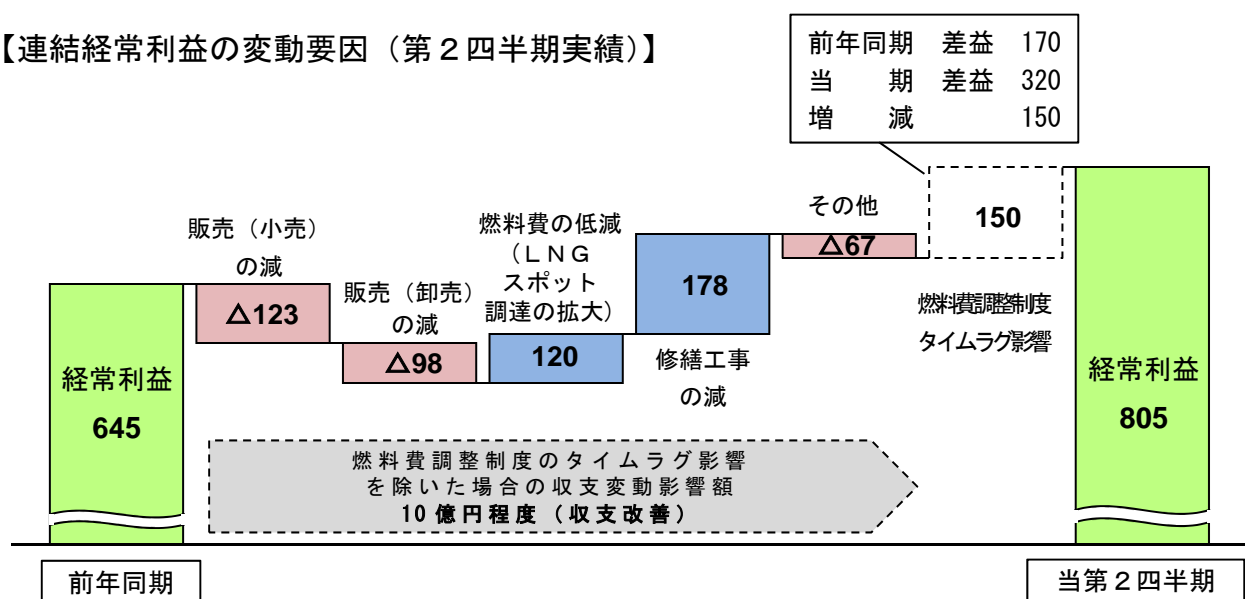 【連結経常利益の変動要因（第２四半期実績）】
前年同期 差益 170
当 期 差益 320
増 減 150
販売（小売）
の減
△123
販売（卸売）
の減
△98
燃料費の低減
（ＬＮＧ
スポット
調達の拡大）
120
178
修繕工事
の減
その他
△67
150
燃料費調整制度
タイムラグ影響
経常利益
645
経常利益
805
燃料費調整制度のタイムラグ影響
を除いた場合の収支変動影響額
10億円程度（収支改善）
前年同期
当第２四半期